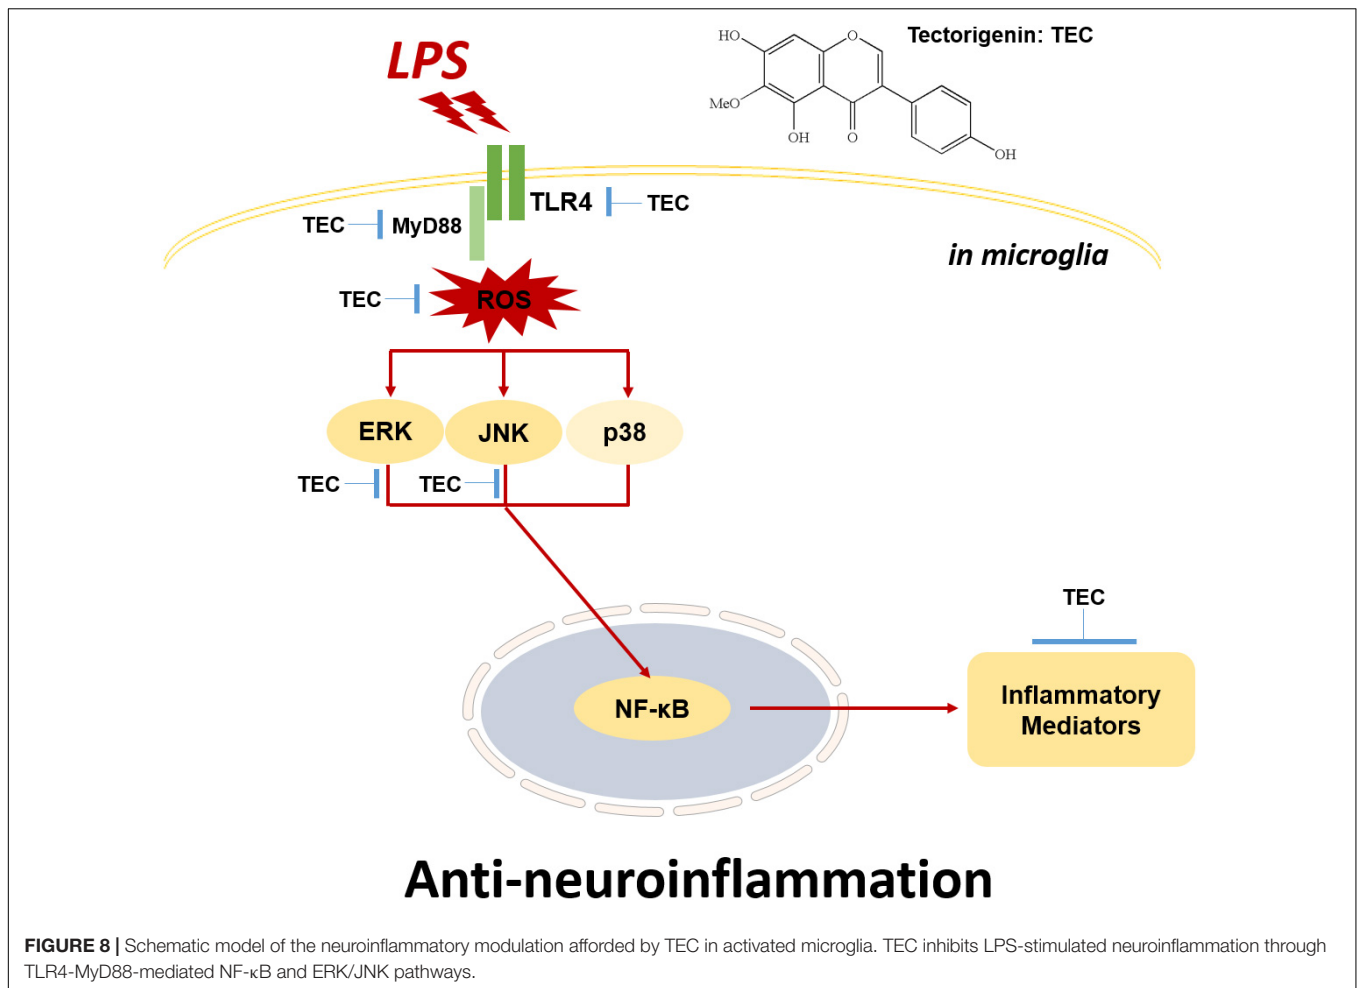 LPS
Tectorigenin: TEC
HO
O
MeO
OH
O
OH
TLR4
TEC
TEC
MyD88
in microglia
TEC
ROS
ERK
JNK
p38
TEC
TEC
TEC
NF-κB
Inflammatory
Mediators
Anti-neuroinflammation
FIGURE 8 | Schematic model of the neuroinflammatory modulation afforded by TEC in activated microglia. TEC inhibits LPS-stimulated neuroinflammation through
TLR4-MyD88-mediated NF-κB and ERK/JNK pathways.